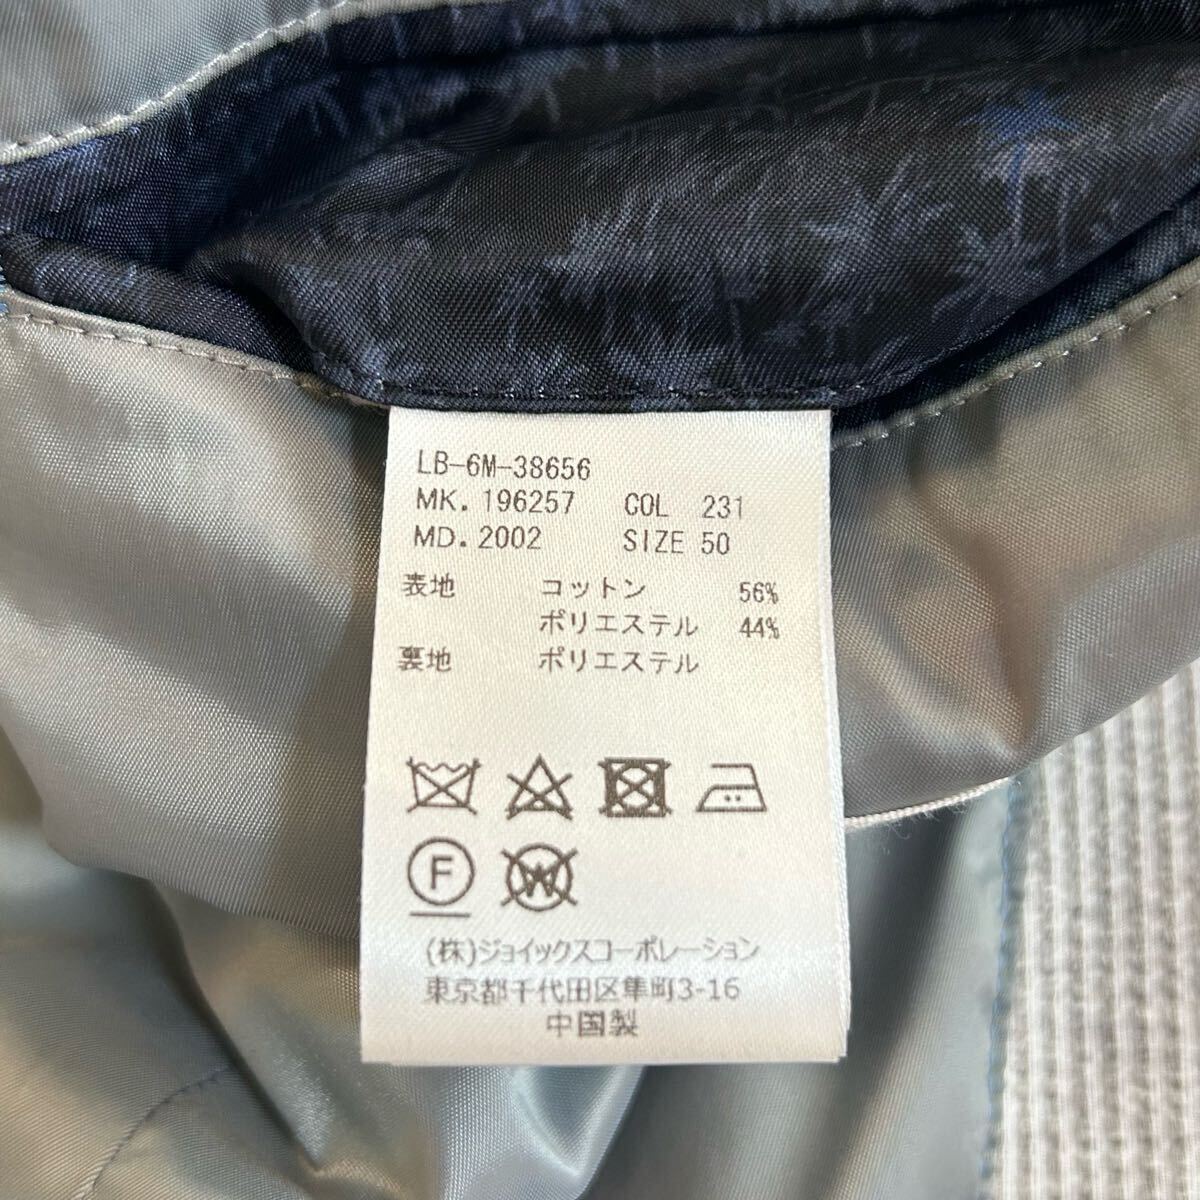 LB-6M-38656
MK. 196257 COL 231
MD. 2002 SIZE 50
表地 コットン 56%
ポリエステル 44%
裏地 ポリエステル
F W
(株)ジョイックスコーポレーション
東京都千代田区隼町3-16
中国製